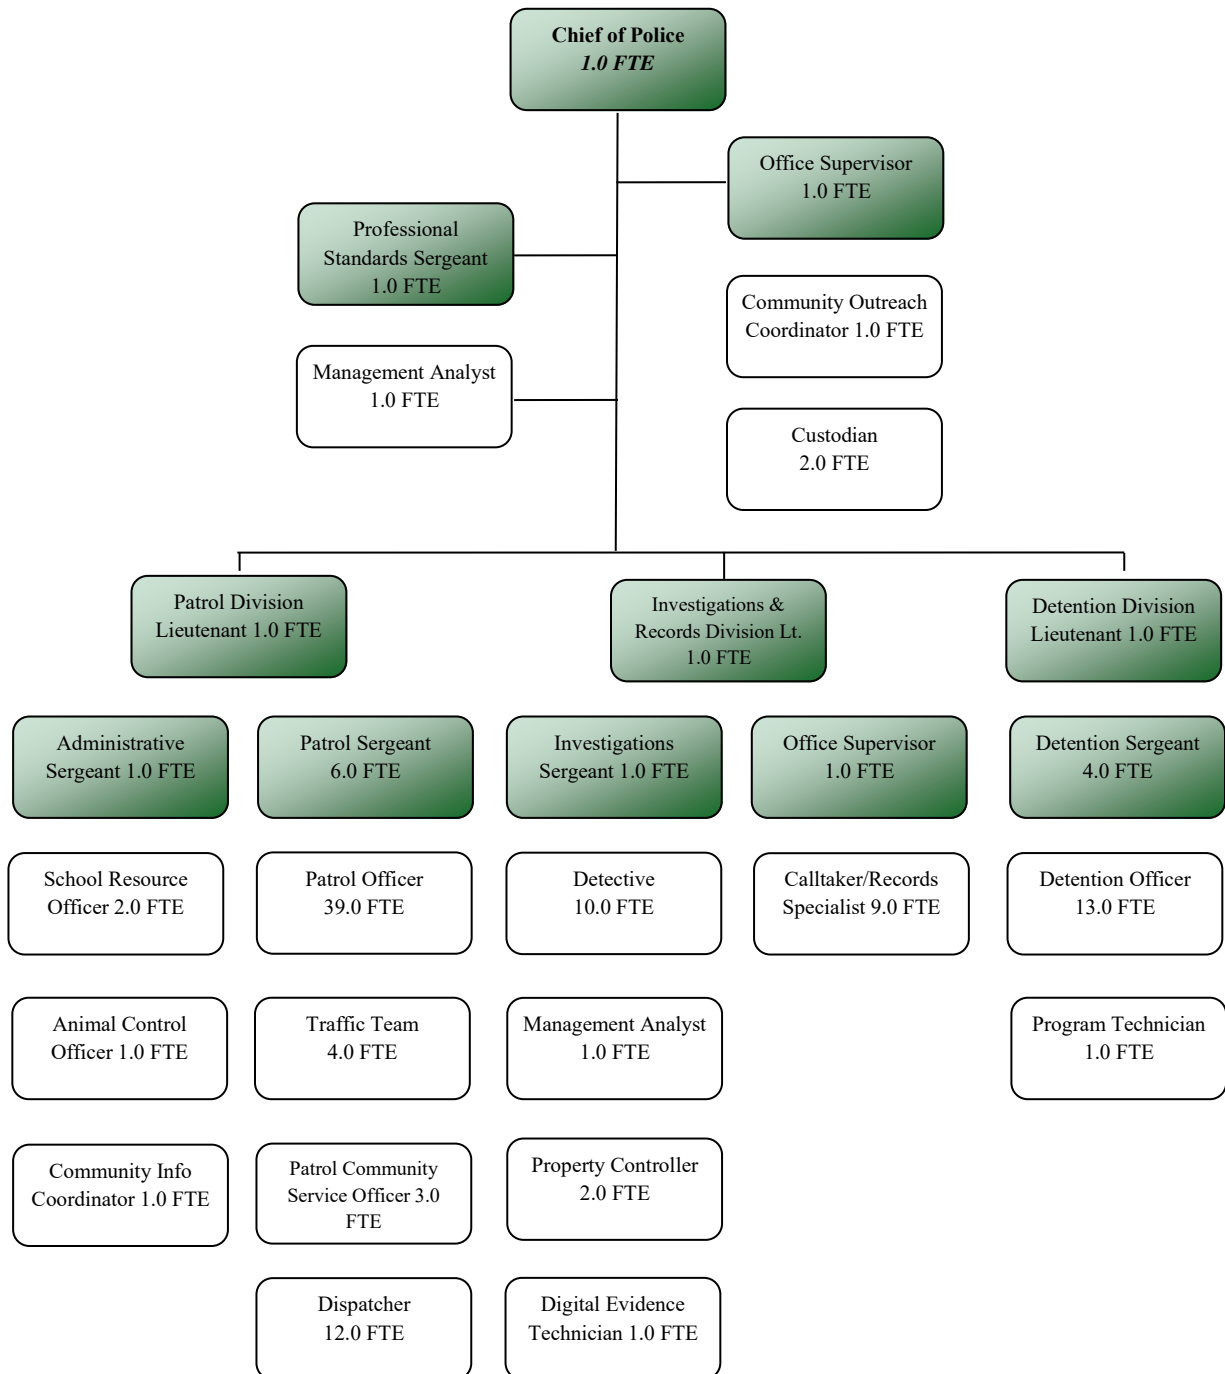 Chief of Police
1.0 FTE
Office Supervisor
1.0 FTE
Professional
Standards Sergeant
1.0 FTE
Community Outreach
Coordinator 1.0 FTE
Management Analyst
1.0 FTE
Custodian
2.0 FTE
Patrol Division
Lieutenant 1.0 FTE
Investigations &
Records Division Lt.
1.0 FTE
Detention Division
Lieutenant 1.0 FTE
Administrative
Sergeant 1.0 FTE
Patrol Sergeant
6.0 FTE
Investigations
Sergeant 1.0 FTE
Office Supervisor
1.0 FTE
Detention Sergeant
4.0 FTE
School Resource
Officer 2.0 FTE
Patrol Officer
39.0 FTE
Detective
10.0 FTE
Calltaker/Records
Specialist 9.0 FTE
Detention Officer
13.0 FTE
Animal Control
Officer 1.0 FTE
Traffic Team
4.0 FTE
Management Analyst
1.0 FTE
Program Technician
1.0 FTE
Community Info
Coordinator 1.0 FTE
Patrol Community
Service Officer 3.0
FTE
Property Controller
2.0 FTE
Dispatcher
12.0 FTE
Digital Evidence
Technician 1.0 FTE